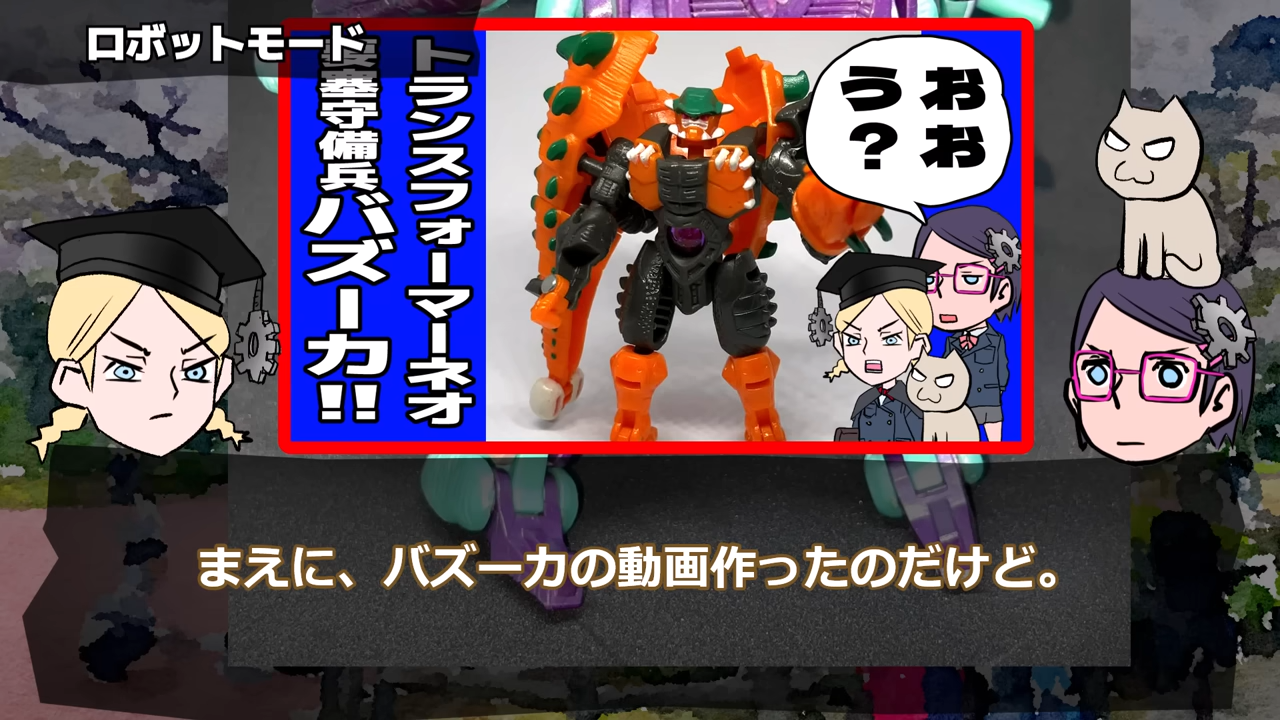 ロボットモード
トランスフォーマーネオ
要塞守備兵バズーカ!!
おお
う?
まえに、バズーカの動画作ったのだけど。